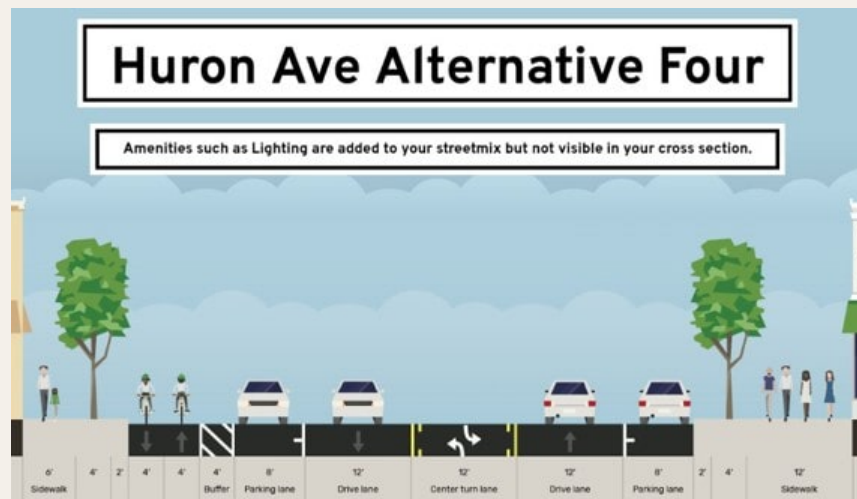 Huron Ave Alternative Four
Amenities such as Lighting are added to your streetmix but not visible in your cross section.
6' 4' 2' 4' 4' 4' 8' 12' 12' 12' 8' 2' 4' 12'
Sidewalk Buffer Parking lane Drive lane Center turn lane Drive lane Parking lane Sidewalk